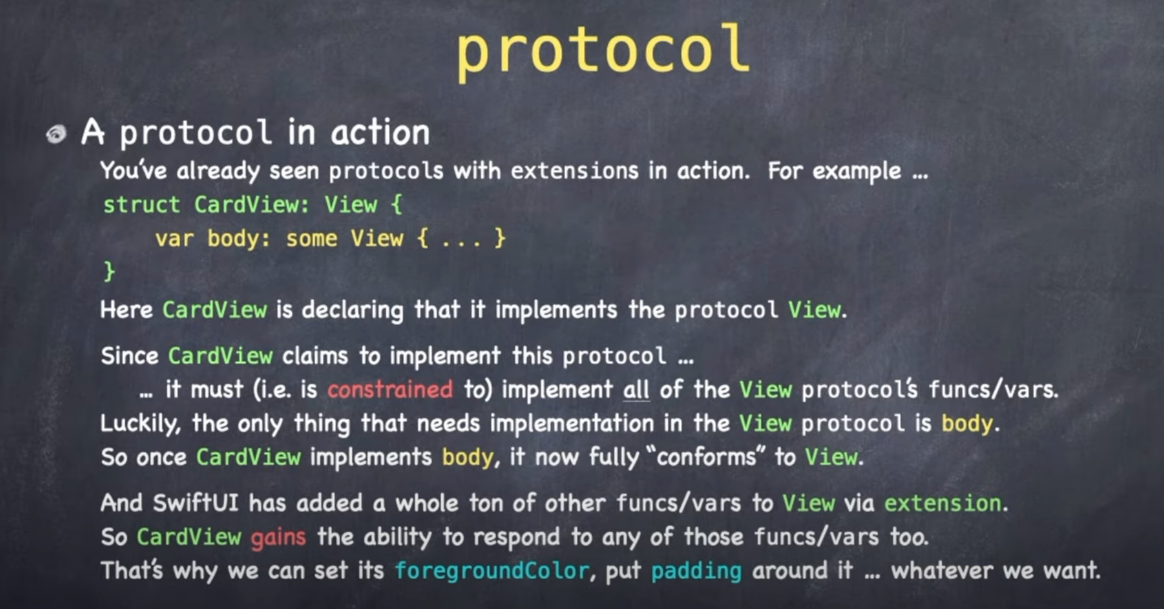 protocol
A protocol in action
You've already seen protocols with extensions in action. For example ...
struct CardView: View {
var body: some View { ... }
}
Here CardView is declaring that it implements the protocol View.
Since CardView claims to implement this protocol ...
... it must (i.e. is constrained to) implement all of the View protocol's funcs/vars.
Luckily, the only thing that needs implementation in the View protocol is body.
So once CardView implements body, it now fully “conforms” to View.
And SwiftUI has added a whole ton of other funcs/vars to View via extension.
So CardView gains the ability to respond to any of those funcs/vars too.
That's why we can set its foregroundColor, put padding around it ... whatever we want.